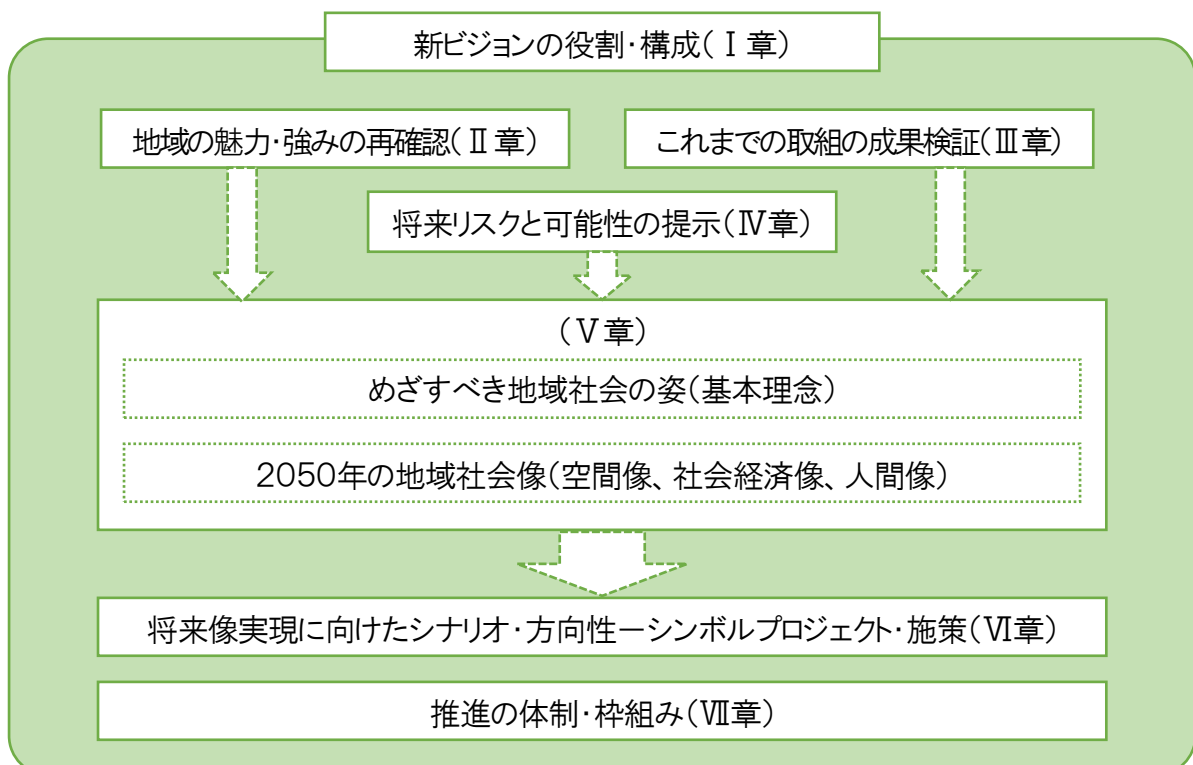 新ビジョンの役割・構成(Ⅰ章)
地域の魅力・強みの再確認(Ⅱ章)
これまでの取組の成果検証(Ⅲ章)
将来リスクと可能性の提示(Ⅳ章)
(Ⅴ章)
めざすべき地域社会の姿(基本理念)
2050年の地域社会像(空間像、社会経済像、人間像)
将来像実現に向けたシナリオ・方向性ーシンボルプロジェクト・施策(Ⅵ章)
推進の体制・枠組み(Ⅶ章)